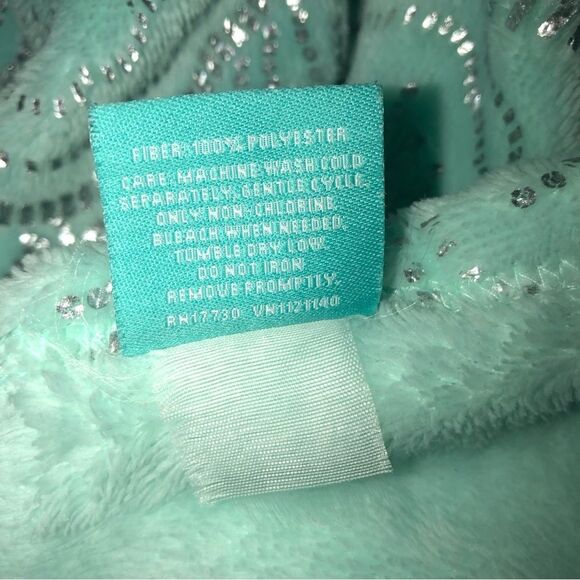 FIBER: 100% POLYESTER
CARE: MACHINE WASH COLD
SEPARATELY, GENTLE CYCLE,
ONLY NON-CHLORINE
BLEACH WHEN NEEDED,
TUMBLE DRY LOW,
DO NOT IRON
REMOVE PROMPTLY.
RN17730 VN1121140